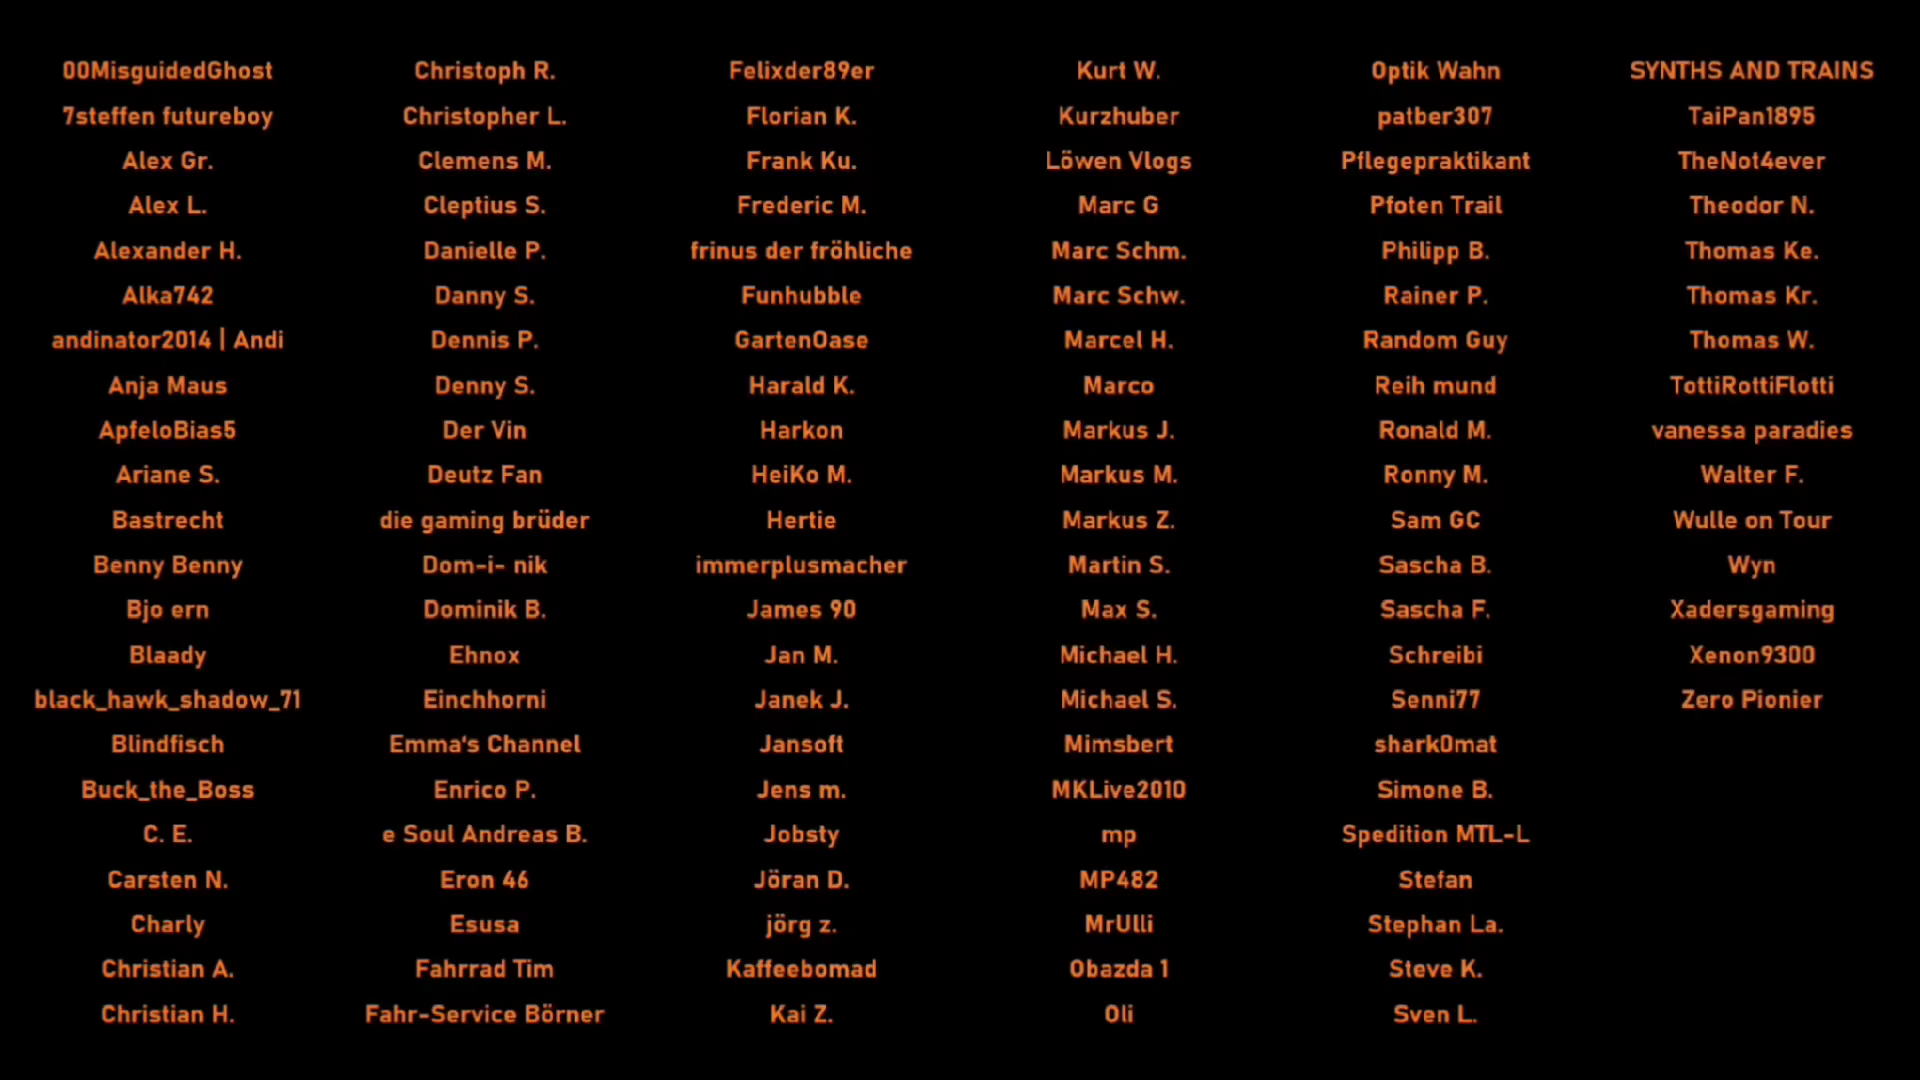 00MisguidedGhost
7steffen futureboy
Alex Gr.
Alex L.
Alexander H.
Alka742
andinator2014 | Andi
Anja Maus
ApfeloBias5
Ariane S.
Bastrecht
Benny Benny
Bjo ern
Blaady
black_hawk_shadow_71
Blindfisch
Buck_the_Boss
C. E.
Carsten N.
Charly
Christian A.
Christian H.
Christoph R.
Christopher L.
Clemens M.
Cleptius S.
Danielle P.
Danny S.
Dennis P.
Denny S.
Der Vin
Deutz Fan
die gaming brüder
Dom-i- nik
Dominik B.
Ehnox
Einchhorni
Emma's Channel
Enrico P.
e Soul Andreas B.
Eron 46
Esusa
Fahrrad Tim
Fahr-Service Börner
Felixder89er
Florian K.
Frank Ku.
Frederic M.
frinus der fröhliche
Funhubble
GartenOase
Harald K.
Harkon
HeiKo M.
Hertie
immerplusmacher
James 90
Jan M.
Janek J.
Jansoft
Jens m.
Jobsty
Jöran D.
jörg z.
Kaffeebomad
Kai Z.
Kurt W.
Kurzhuber
Löwen Vlogs
Marc G
Marc Schm.
Marc Schw.
Marcel H.
Marco
Markus J.
Markus M.
Markus Z.
Martin S.
Max S.
Michael H.
Michael S.
Mimsbert
MKLive2010
mp
MP482
MrUlli
Obazda 1
Oli
Optik Wahn
patber307
Pflegepraktikant
Pfoten Trail
Philipp B.
Rainer P.
Random Guy
Reih mund
Ronald M.
Ronny M.
Sam GC
Sascha B.
Sascha F.
Schreibi
Senni77
shark0mat
Simone B.
Spedition MTL-L
Stefan
Stephan La.
Steve K.
Sven L.
SYNTHS AND TRAINS
TaiPan1895
TheNot4ever
Theodor N.
Thomas Ke.
Thomas Kr.
Thomas W.
TottiRottiFlotti
vanessa paradies
Walter F.
Wulle on Tour
Wyn
Xadersgaming
Xenon9300
Zero Pionier